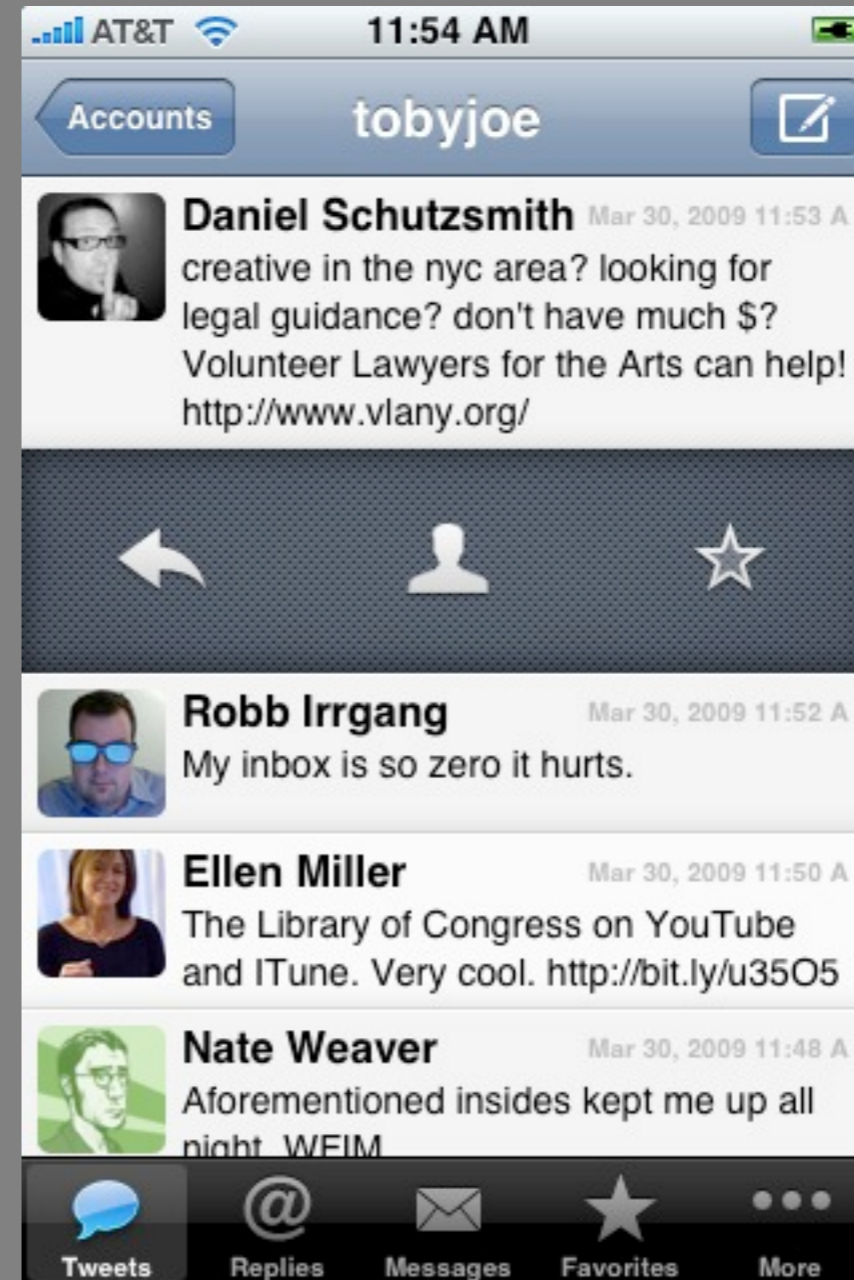 AT&T 11:54 AM
Accounts tobyjoe
Daniel Schutzsmith Mar 30, 2009 11:53 A
creative in the nyc area? looking for
legal guidance? don't have much $?
Volunteer Lawyers for the Arts can help!
http://www.vlany.org/
Robb Irrgang Mar 30, 2009 11:52 A
My inbox is so zero it hurts.
Ellen Miller Mar 30, 2009 11:50 A
The Library of Congress on YouTube
and ITune. Very cool. http://bit.ly/u35O5
Nate Weaver Mar 30, 2009 11:48 A
Aforementioned insides kept me up all
night. WFIM
Tweets Replies Messages Favorites More